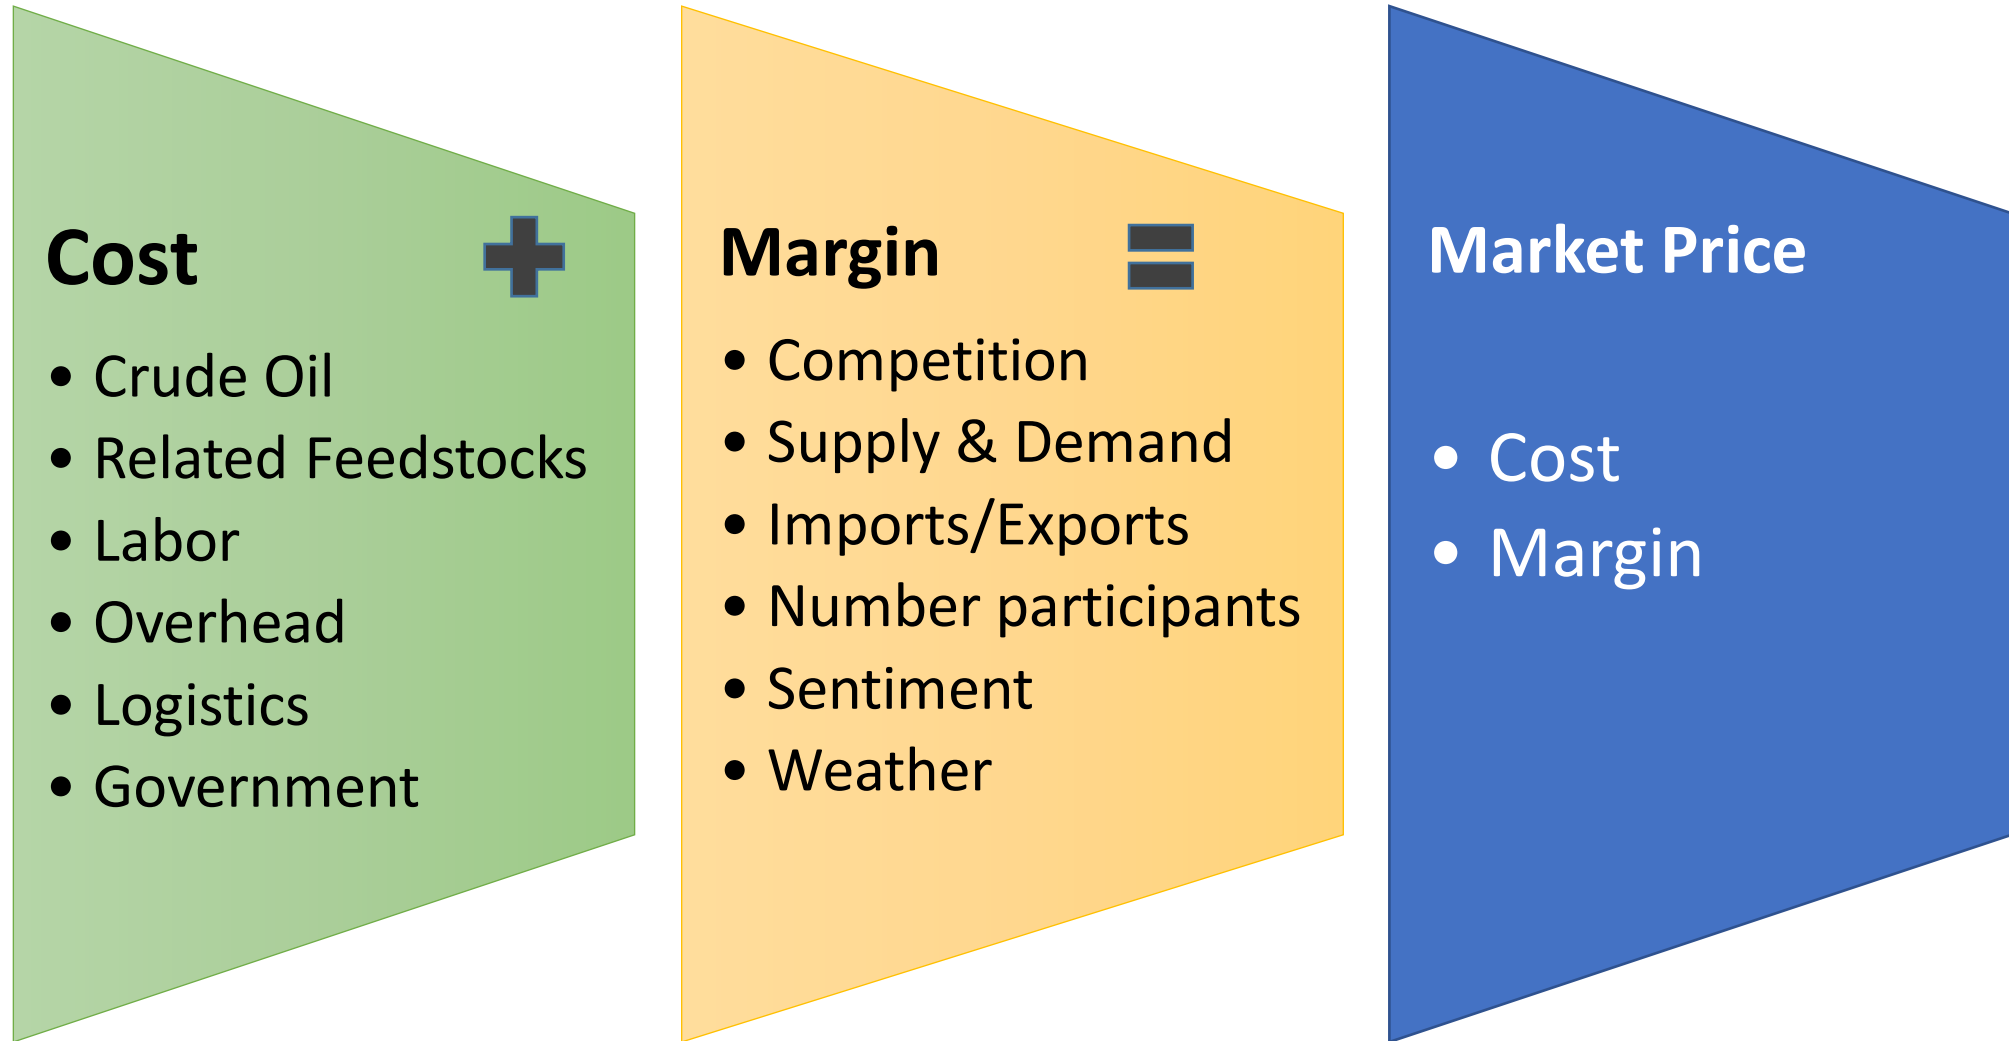 Cost
• Crude Oil
• Related Feedstocks
• Labor
• Overhead
• Logistics
• Government
Margin
• Competition
• Supply & Demand
• Imports/Exports
• Number participants
• Sentiment
• Weather
Market Price
• Cost
• Margin